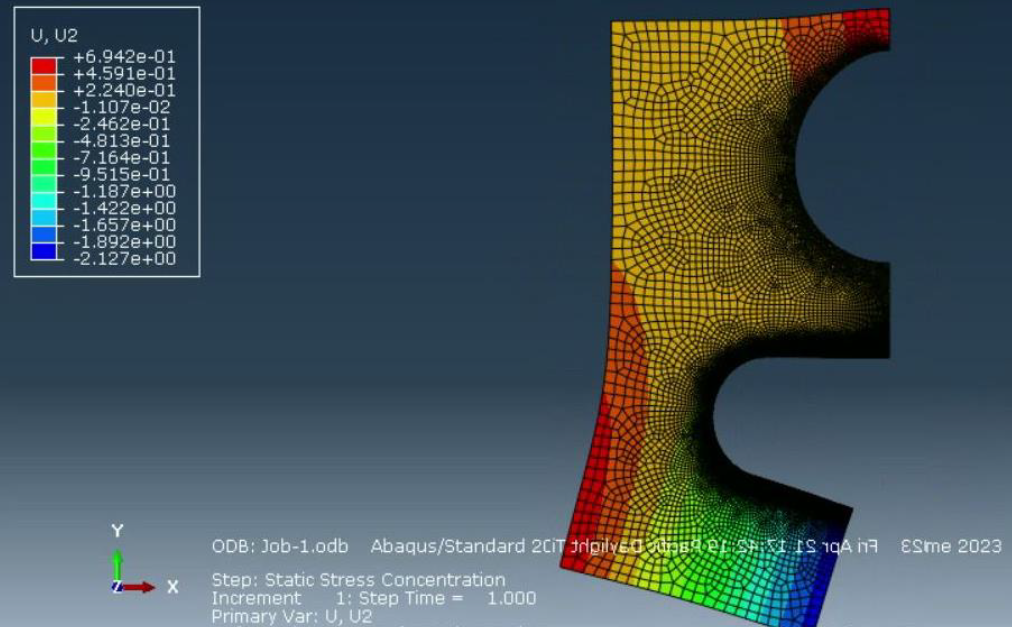 U, U2
+6.942e-01
+4.591e-01
+2.240e-01
-1.107e-02
-2.462e-01
-4.813e-01
-7.164e-01
-9.515e-01
-1.187e+00
-1.422e+00
-1.657e+00
-1.892e+00
-2.127e+00
Y
Z X
ODB: Job-1.odb Abaqus/Standard Fri Apr 21 17:42:19 Pacific Daylight 2023
Step: Static Stress Concentration
Increment 1: Step Time = 1.000
Primary Var: U, U2